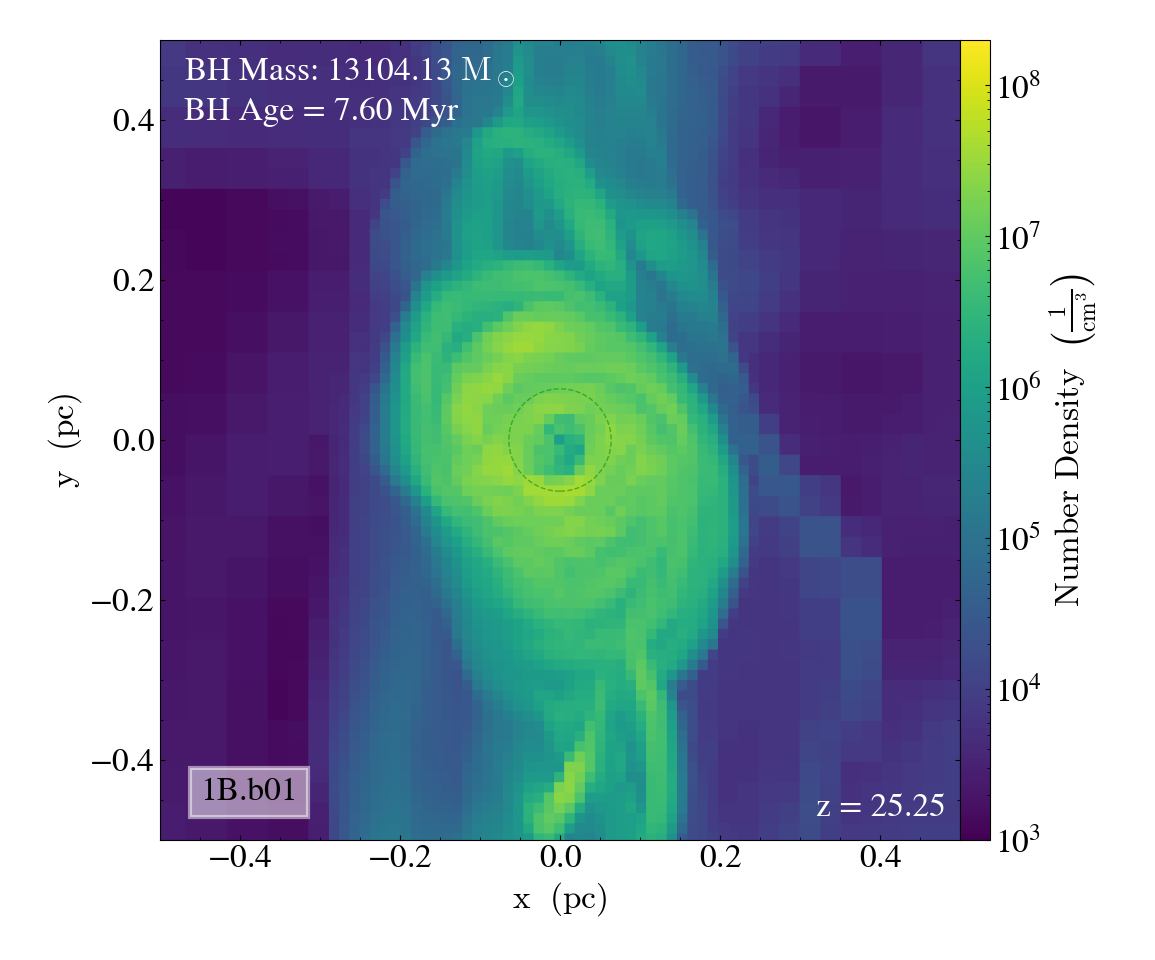 BH Mass: 13104.13 M☉
BH Age = 7.60 Myr
0.4
0.2
0.0
−0.2
−0.4
y (pc)
1B.b01
z = 25.25
−0.4 −0.2 0.0 0.2 0.4
x (pc)
10⁸
10⁷
10⁶
10⁵
10⁴
10³
Number Density (1/cm³)